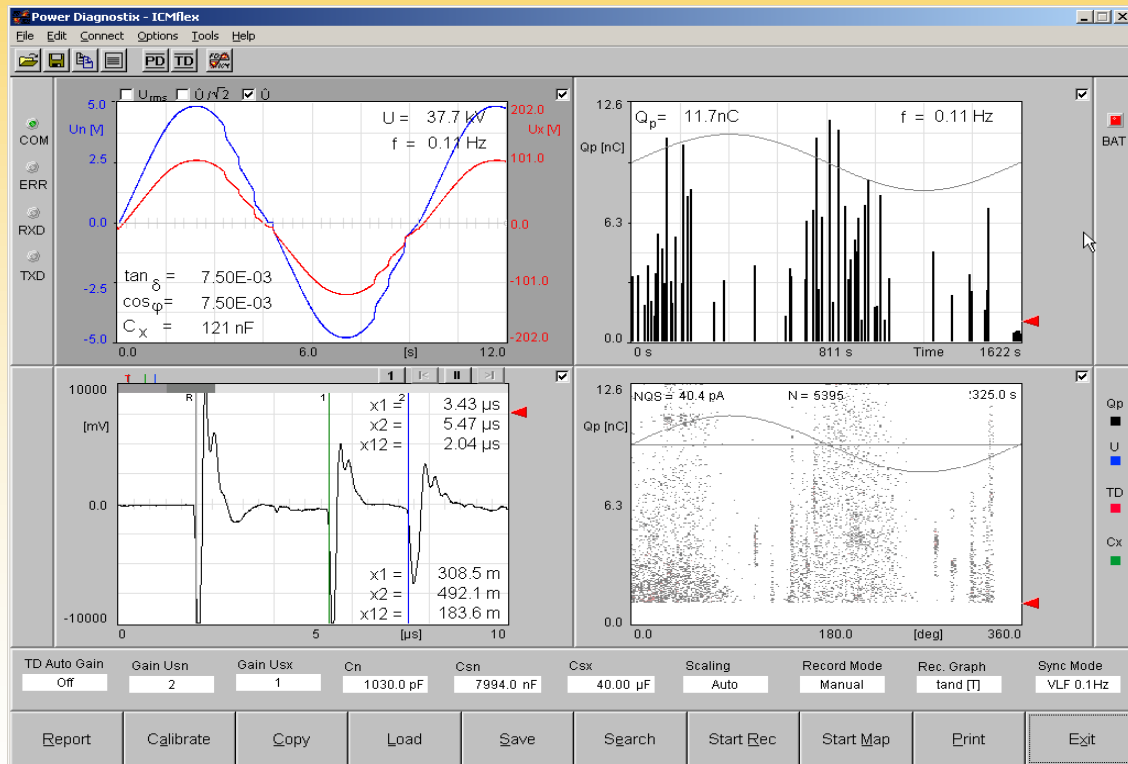 Power Diagnostix - ICMflex
File Edit Connect Options Tools Help
PD TD
COM
ERR
RXD
TXD
Urms Û/√2 Û
5.0
Un [V]
2.5
0.0
-2.5
-5.0
U = 37.7 kV
f = 0.11 Hz
202.0
Ux [V]
101.0
0.0
-101.0
-202.0
tan δ = 7.50E-03
cosφ= 7.50E-03
Cx = 121 nF
0.0 6.0 [s] 12.0
12.6
Qp [nC]
6.3
0.0
Qp= 11.7nC f = 0.11 Hz
0 s 811 s Time 1622 s
BAT
10000
[mV]
0.0
-10000
1 |< II >|
R 1 2
x1 = 3.43 µs
x2 = 5.47 µs
x12 = 2.04 µs
x1 = 308.5 m
x2 = 492.1 m
x12 = 183.6 m
0 5 [µs] 10
12.6
Qp [nC]
6.3
0.0
NQS = 40.4 pA N = 5395 325.0 s
0.0 180.0 [deg] 360.0
Qp
U
TD
Cx
TD Auto Gain Gain Usn Gain Usx Cn Csn Csx Scaling Record Mode Rec. Graph Sync Mode
Off 2 1 1030.0 pF 7994.0 nF 40.00 µF Auto Manual tand [T] VLF 0.1Hz
Report Calibrate Copy Load Save Search Start Rec Start Map Print Exit